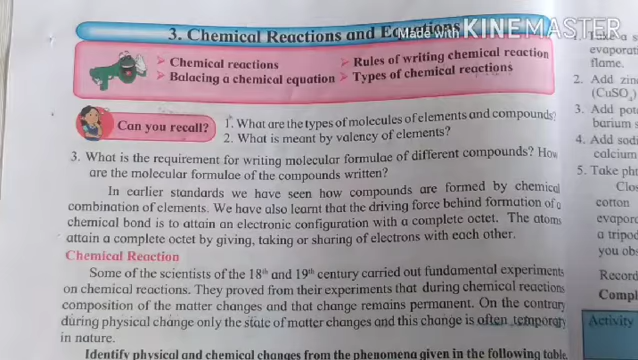 3. Chemical Reactions and Equations
Made with KINEMASTER
Chemical reactions
Rules of writing chemical reaction
Balacing a chemical equation
Types of chemical reactions
Can you recall?
1. What are the types of molecules of elements and compounds?
2. What is meant by valency of elements?
3. What is the requirement for writing molecular formulae of different compounds? How
are the molecular formulae of the compounds written?
In earlier standards we have seen how compounds are formed by chemical
combination of elements. We have also learnt that the driving force behind formation of a
chemical bond is to attain an electronic configuration with a complete octet. The atoms
attain a complete octet by giving, taking or sharing of electrons with each other.
Chemical Reaction
Some of the scientists of the 18th and 19th century carried out fundamental experiments
on chemical reactions. They proved from their experiments that during chemical reactions
composition of the matter changes and that change remains permanent. On the contrary
during physical change only the state of matter changes and this change is often temporary
in nature.
Identify physical and chemical changes from the phenomena given in the following table.
evaporat
flame.
2. Add zin
(CuSO4)
3. Add pot
barium s
4. Add sodi
calcium
5. Take pht
Clos
cotton
evapora
a tripod
you obs
Record
Compl
Activity